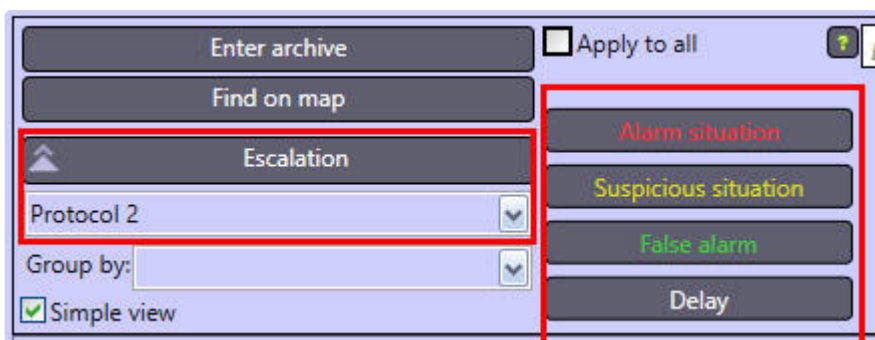 Enter archive
Find on map
Escalation
Protocol 2
Group by:
Simple view
Apply to all
?
Alarm situation
Suspicious situation
False alarm
Delay